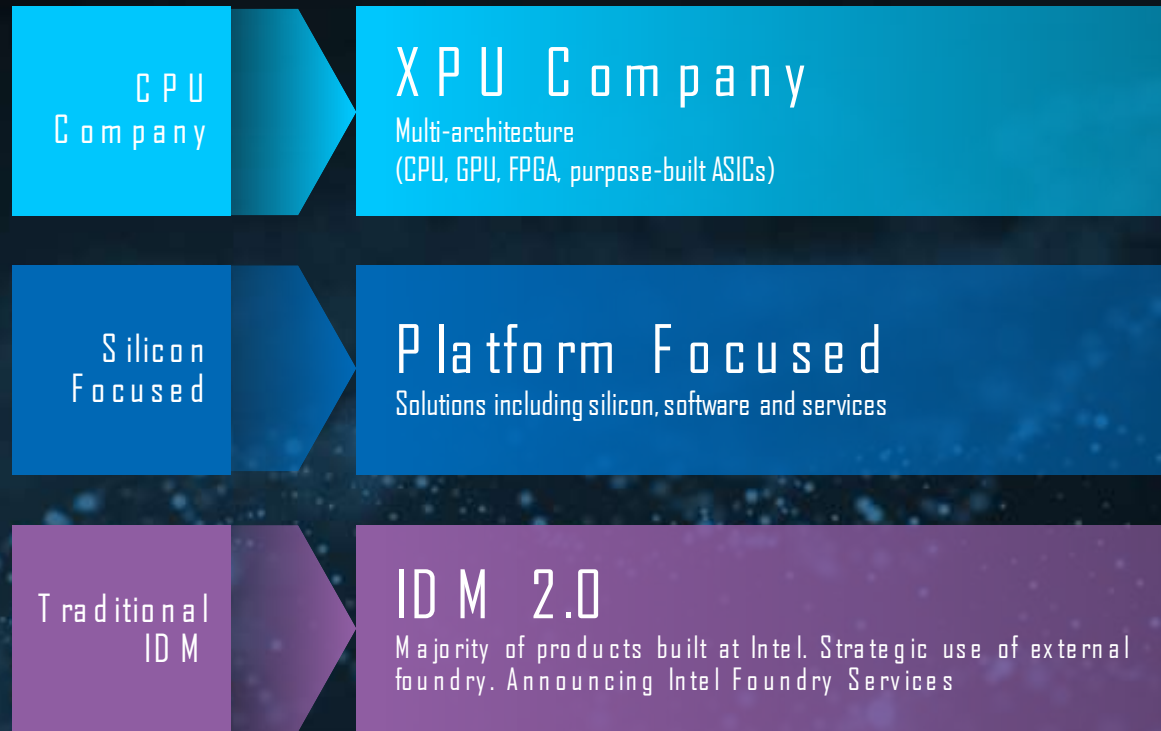 CPU
Company
XPU Company
Multi-architecture
(CPU, GPU, FPGA, purpose-built ASICs)
Silicon
Focused
Platform Focused
Solutions including silicon, software and services
Traditional
IDM
IDM 2.0
Majority of products built at Intel. Strategic use of external
foundry. Announcing Intel Foundry Services